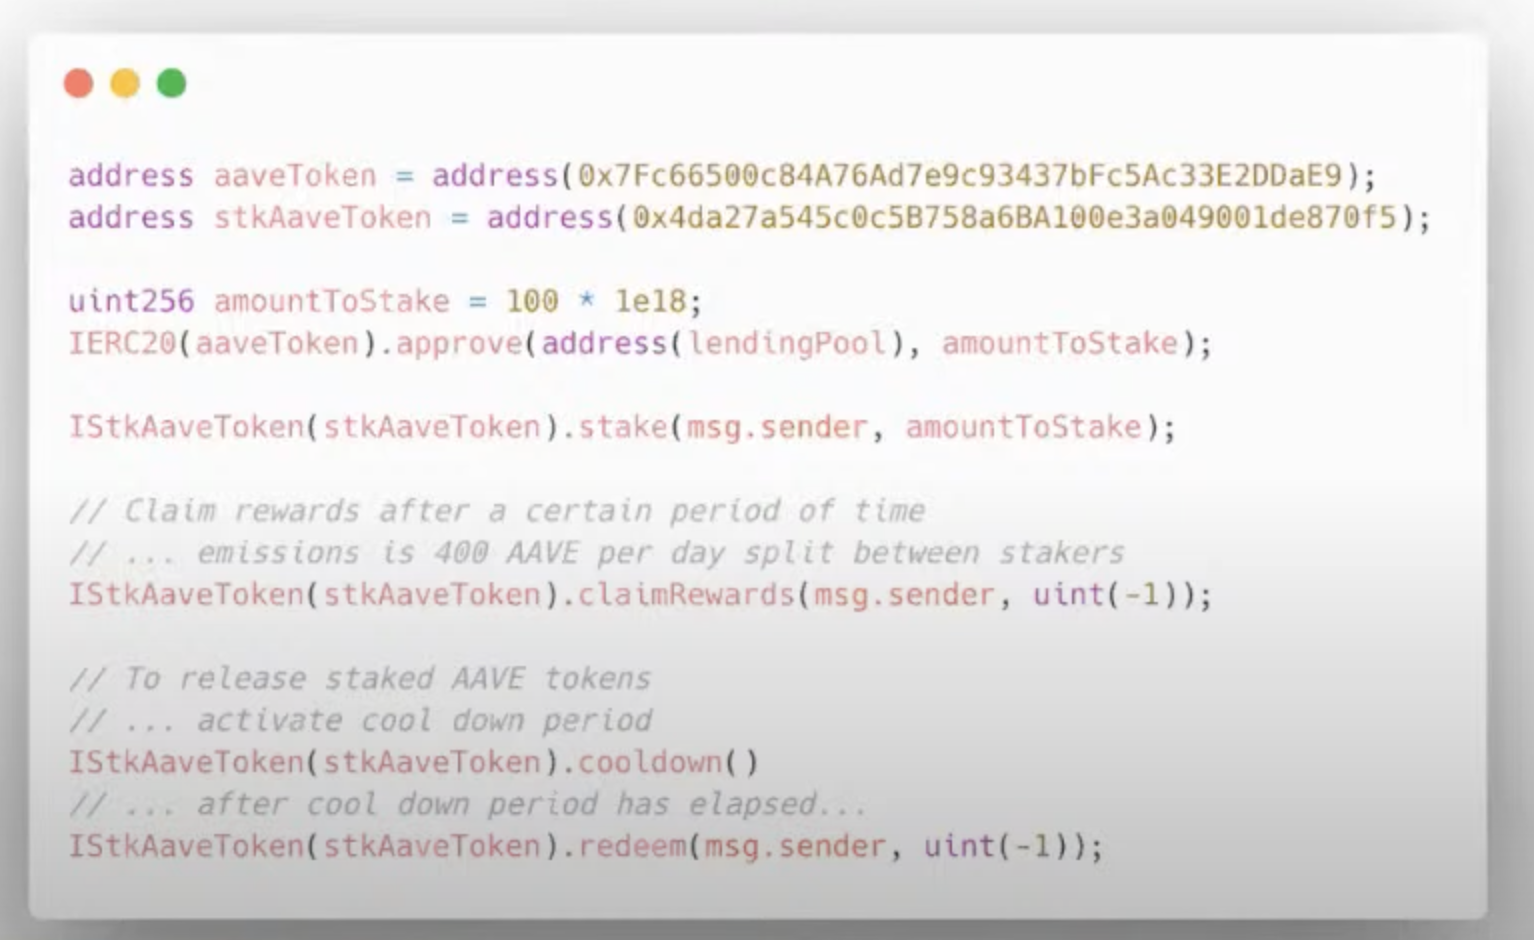 address aaveToken = address(0x7Fc66500c84A76Ad7e9c93437bFc5Ac33E2DDaE9);
address stkAaveToken = address(0x4da27a545c0c5B758a6BA100e3a049001de870f5);
uint256 amountToStake = 100 * 1e18;
IERC20(aaveToken).approve(address(lendingPool), amountToStake);
IStkAaveToken(stkAaveToken).stake(msg.sender, amountToStake);
// Claim rewards after a certain period of time
// ... emissions is 400 AAVE per day split between stakers
IStkAaveToken(stkAaveToken).claimRewards(msg.sender, uint(-1));
// To release staked AAVE tokens
// ... activate cool down period
IStkAaveToken(stkAaveToken).cooldown()
// ... after cool down period has elapsed...
IStkAaveToken(stkAaveToken).redeem(msg.sender, uint(-1));